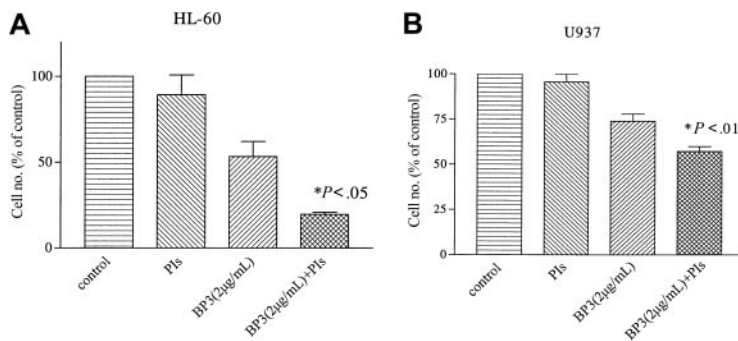 A
HL-60
Cell no. (% of control)
100
50
0
*P<.05
control
PIs
BP3(2μg/mL)
BP3(2μg/mL)+PIs
B
U937
Cell no. (% of control)
100
75
50
25
0
*P<.01
control
PIs
BP3(2μg/mL)
BP3(2μg/mL)+PIs